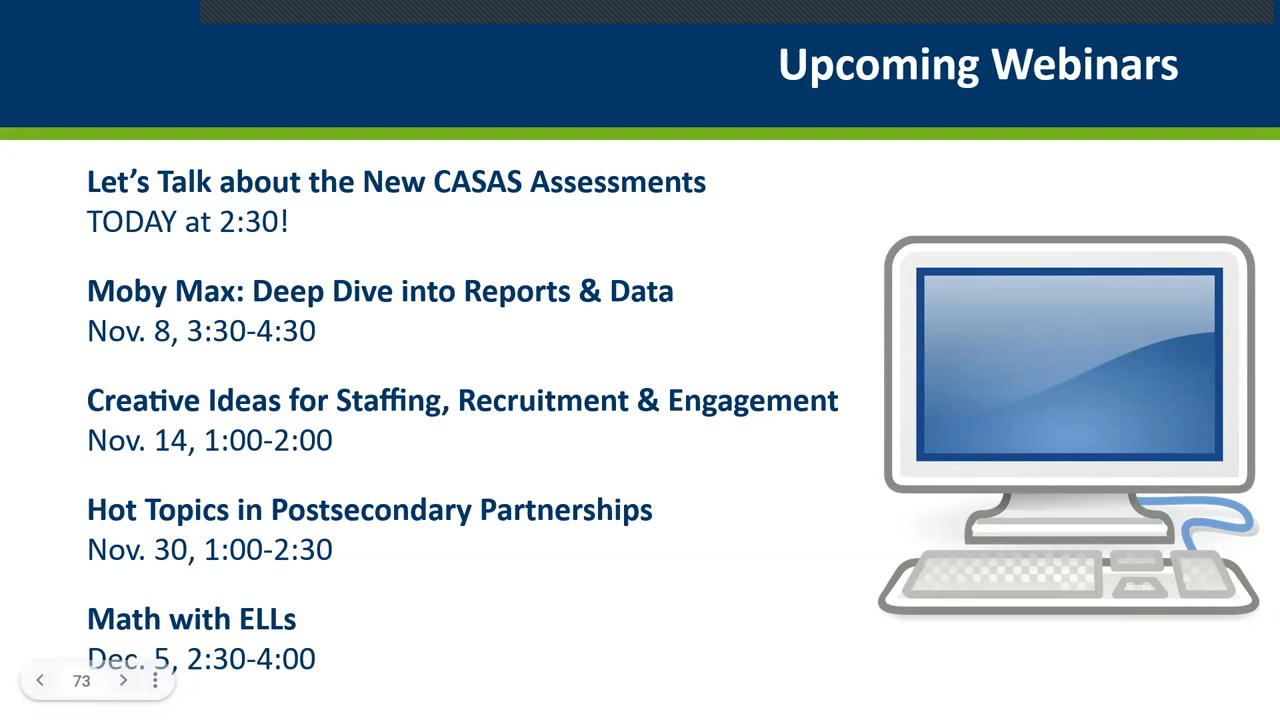 Upcoming Webinars
Let’s Talk about the New CASAS Assessments
TODAY at 2:30!
Moby Max: Deep Dive into Reports & Data
Nov. 8, 3:30-4:30
Creative Ideas for Staffing, Recruitment & Engagement
Nov. 14, 1:00-2:00
Hot Topics in Postsecondary Partnerships
Nov. 30, 1:00-2:30
Math with ELLs
Dec. 5, 2:30-4:00
73